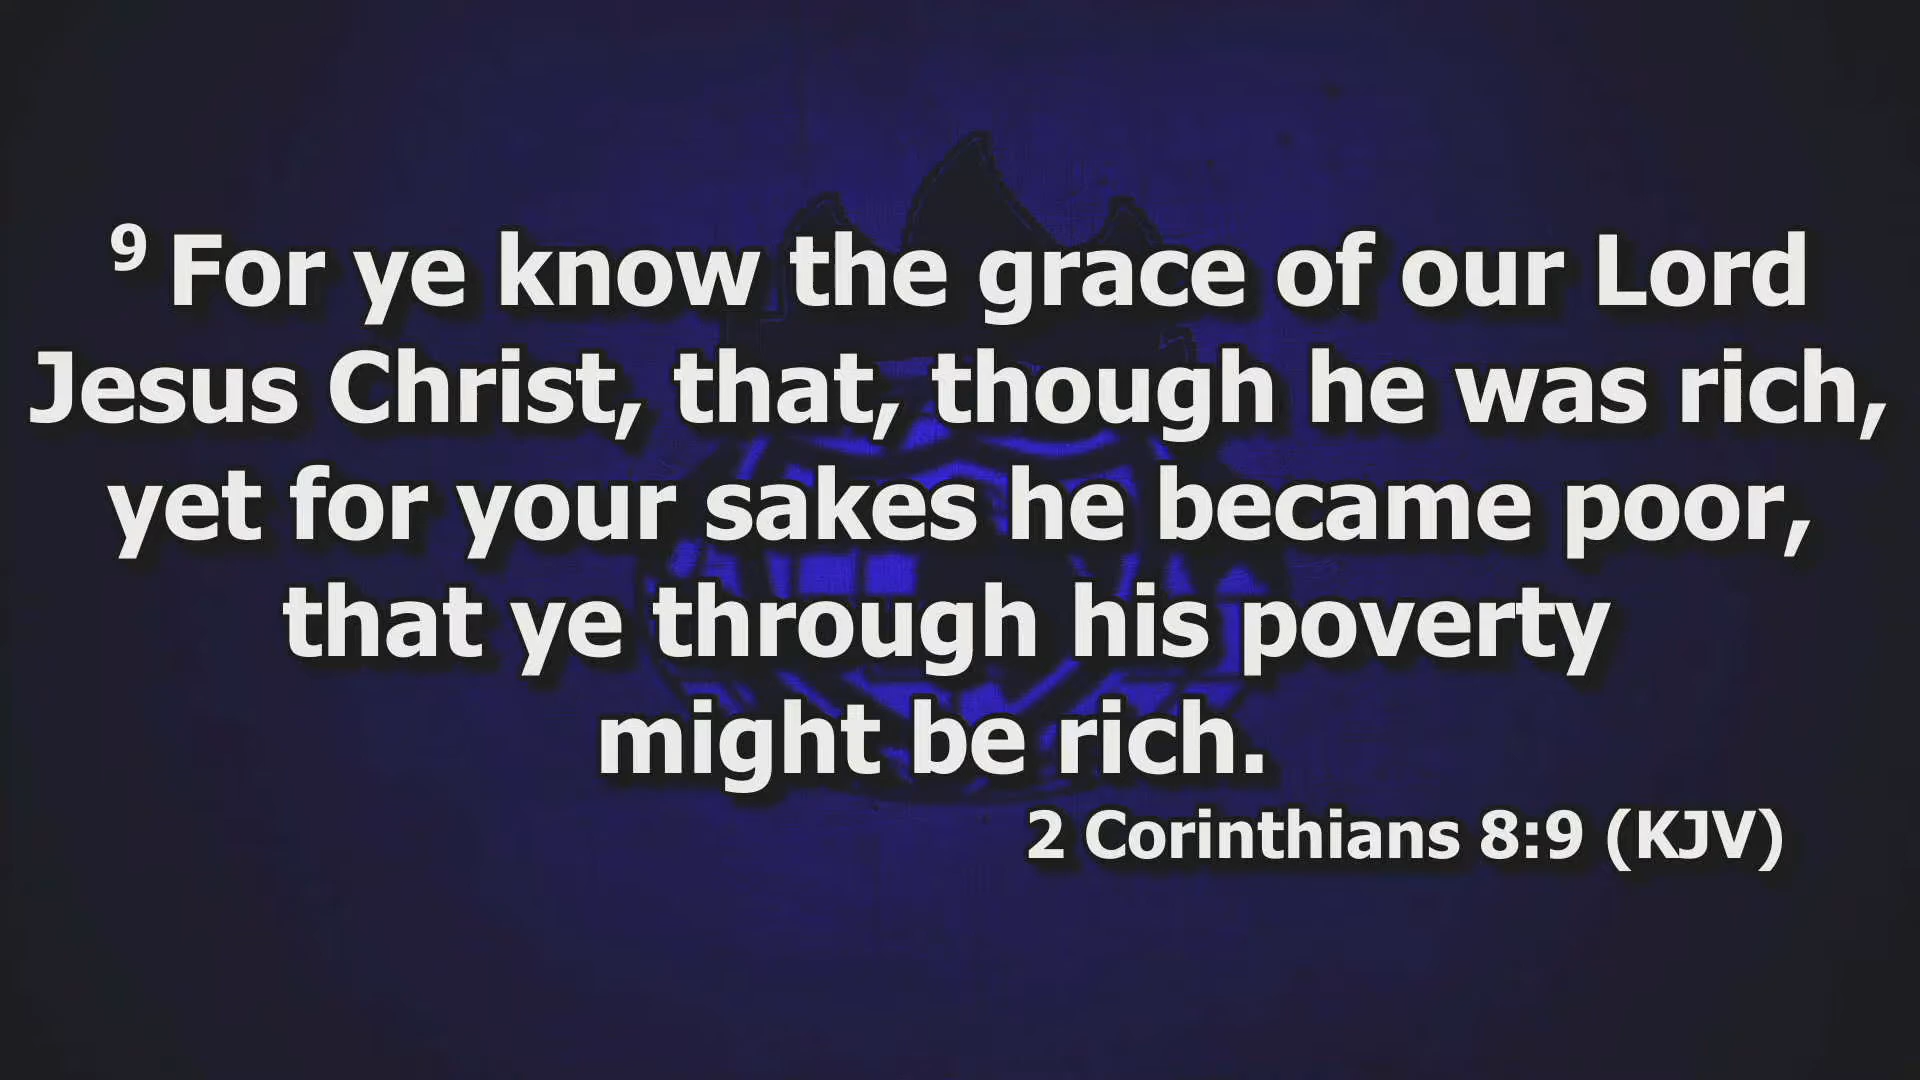 9 For ye know the grace of our Lord
Jesus Christ, that, though he was rich,
yet for your sakes he became poor,
that ye through his poverty
might be rich.
2 Corinthians 8:9 (KJV)